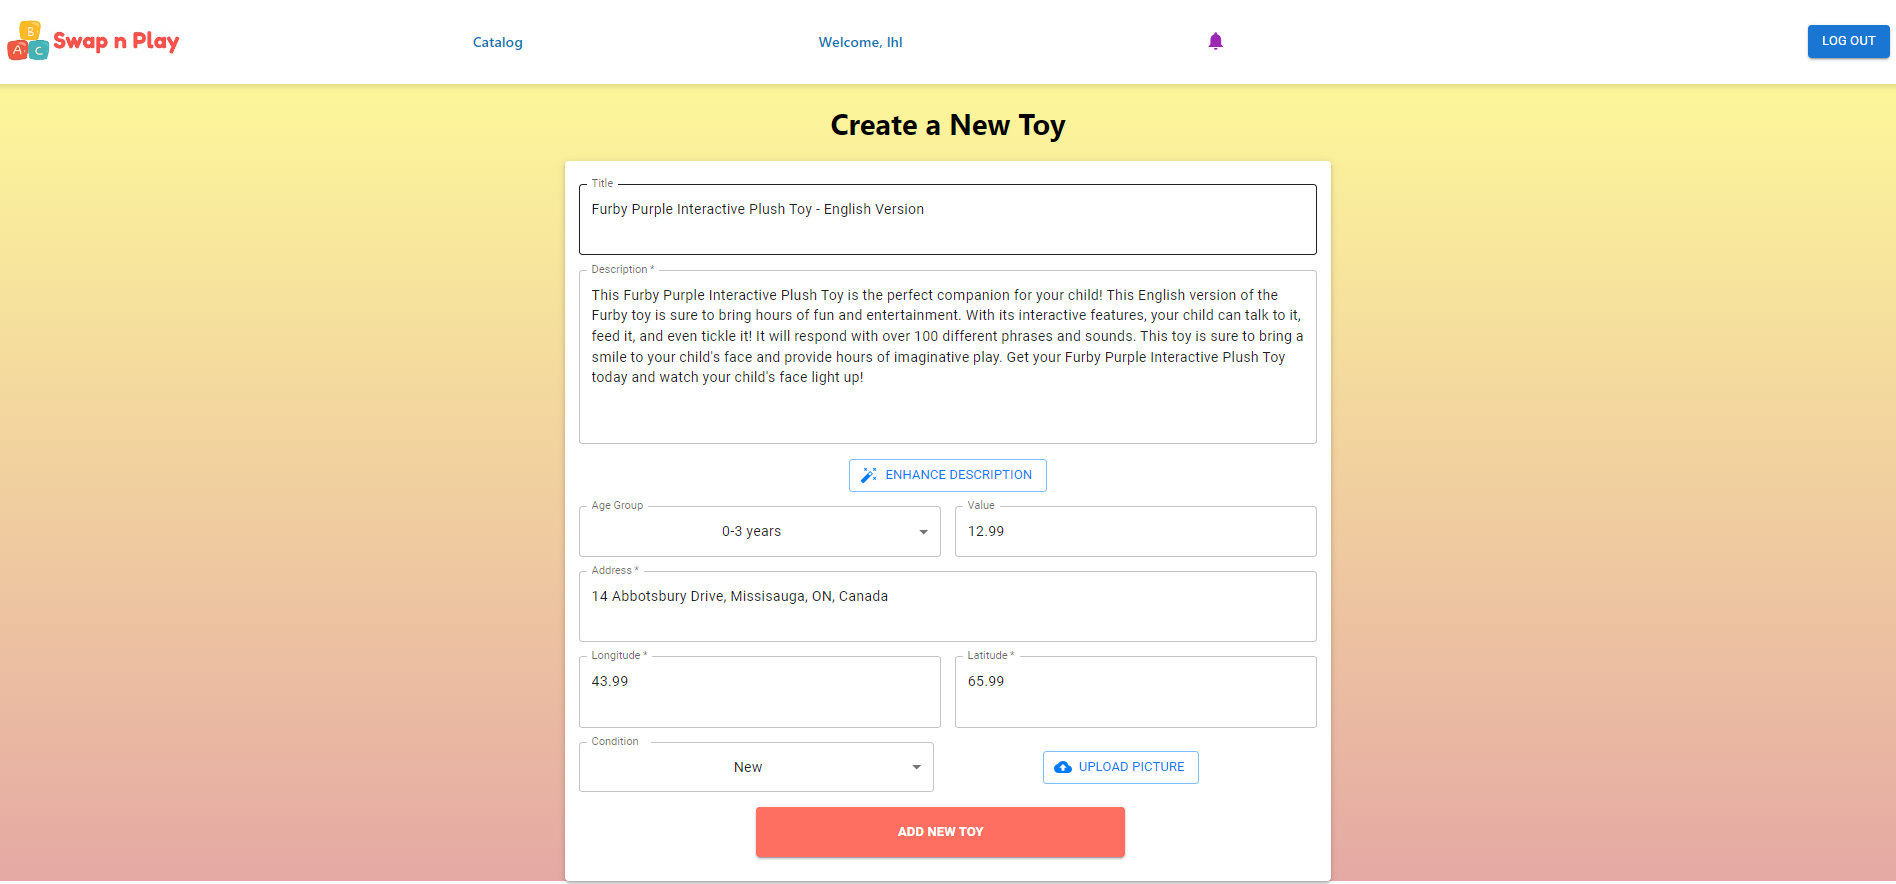 B
A C
Swap n Play
Catalog
Welcome, lhl
LOG OUT
Create a New Toy
Title
Furby Purple Interactive Plush Toy - English Version
Description *
This Furby Purple Interactive Plush Toy is the perfect companion for your child! This English version of the
Furby toy is sure to bring hours of fun and entertainment. With its interactive features, your child can talk to it,
feed it, and even tickle it! It will respond with over 100 different phrases and sounds. This toy is sure to bring a
smile to your child's face and provide hours of imaginative play. Get your Furby Purple Interactive Plush Toy
today and watch your child's face light up!
ENHANCE DESCRIPTION
Age Group
0-3 years
Value
12.99
Address *
14 Abbotsbury Drive, Missisauga, ON, Canada
Longitude *
43.99
Latitude *
65.99
Condition
New
UPLOAD PICTURE
ADD NEW TOY